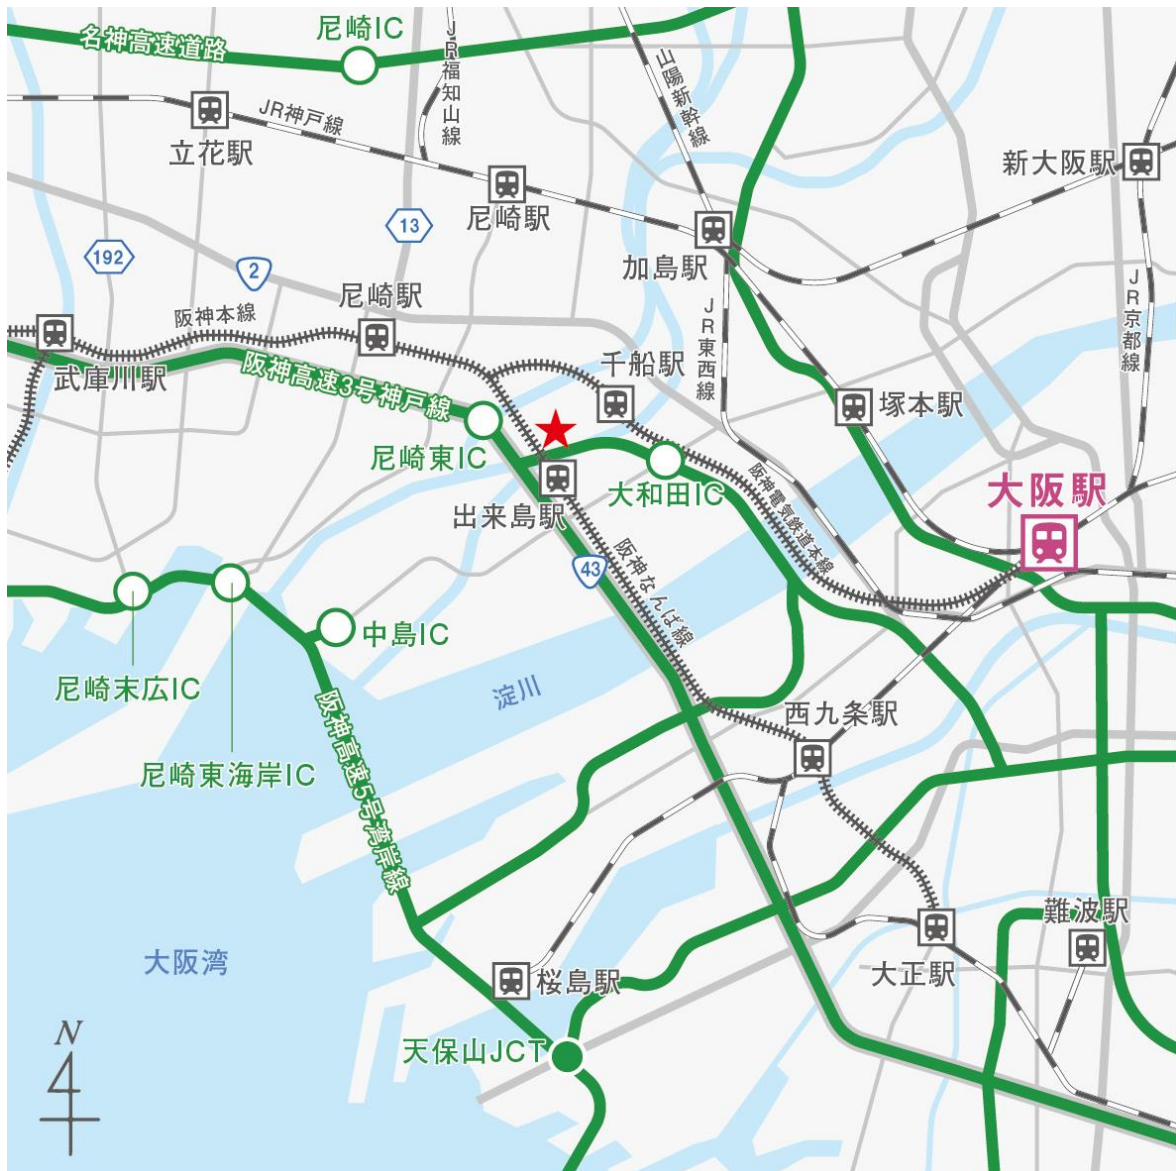 尼崎IC
名神高速道路
JR福知山線
山陽新幹線
JR神戸線
立花駅
新大阪駅
尼崎駅
13
192
2
加島駅
尼崎駅
阪神本線
JR東西線
JR京都線
武庫川駅
阪神高速3号神戸線
千船駅
塚本駅
尼崎東IC
大和田IC
阪神電気鉄道本線
大阪駅
出来島駅
43
阪神なんば線
中島IC
尼崎末広IC
淀川
西九条駅
尼崎東海岸IC
阪神高速5号湾岸線
難波駅
大阪湾
桜島駅
大正駅
天保山JCT
N